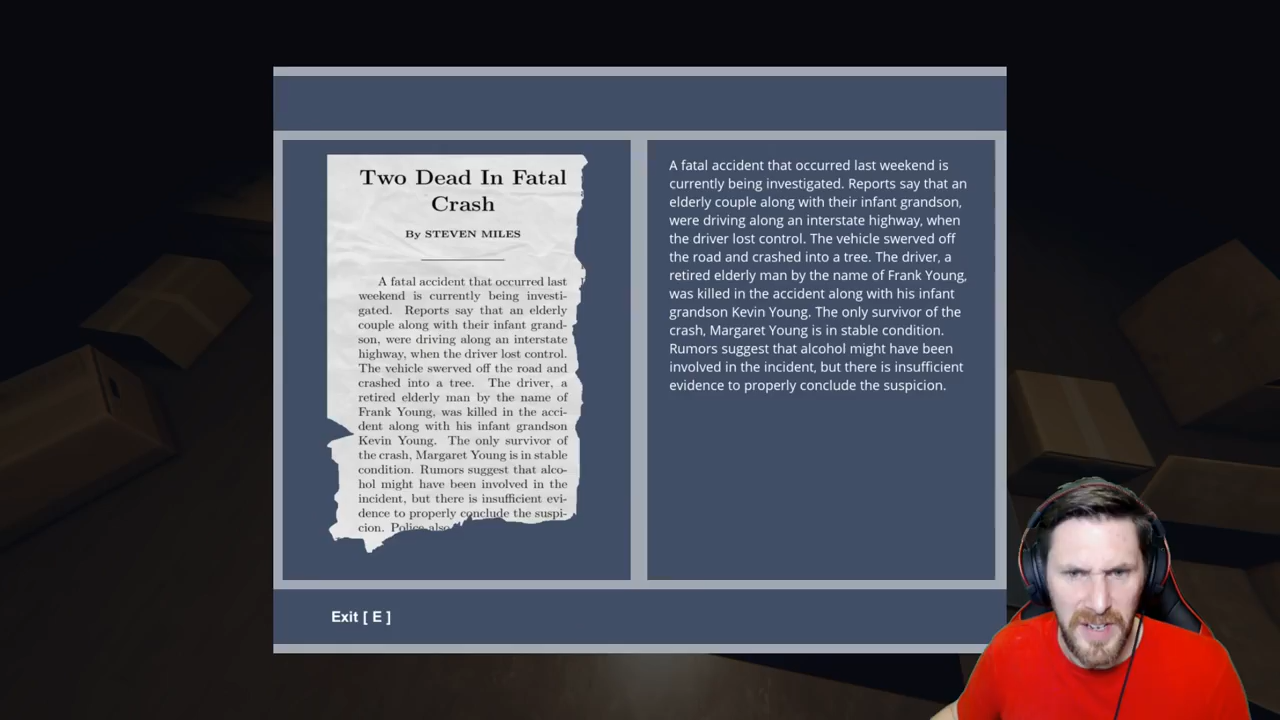 Two Dead In Fatal
Crash
By STEVEN MILES
A fatal accident that occurred last
weekend is currently being investi-
gated. Reports say that an elderly
couple along with their infant grand-
son, were driving along an interstate
highway, when the driver lost control.
The vehicle swerved off the road and
crashed into a tree. The driver, a
retired elderly man by the name of
Frank Young, was killed in the acci-
dent along with his infant grandson
Kevin Young. The only survivor of
the crash, Margaret Young is in stable
condition. Rumors suggest that alco-
hol might have been involved in the
incident, but there is insufficient evi-
dence to properly conclude the suspi-
cion. Police also
A fatal accident that occurred last weekend is
currently being investigated. Reports say that an
elderly couple along with their infant grandson,
were driving along an interstate highway, when
the driver lost control. The vehicle swerved off
the road and crashed into a tree. The driver, a
retired elderly man by the name of Frank Young,
was killed in the accident along with his infant
grandson Kevin Young. The only survivor of the
crash, Margaret Young is in stable condition.
Rumors suggest that alcohol might have been
involved in the incident, but there is insufficient
evidence to properly conclude the suspicion.
Exit [ E ]